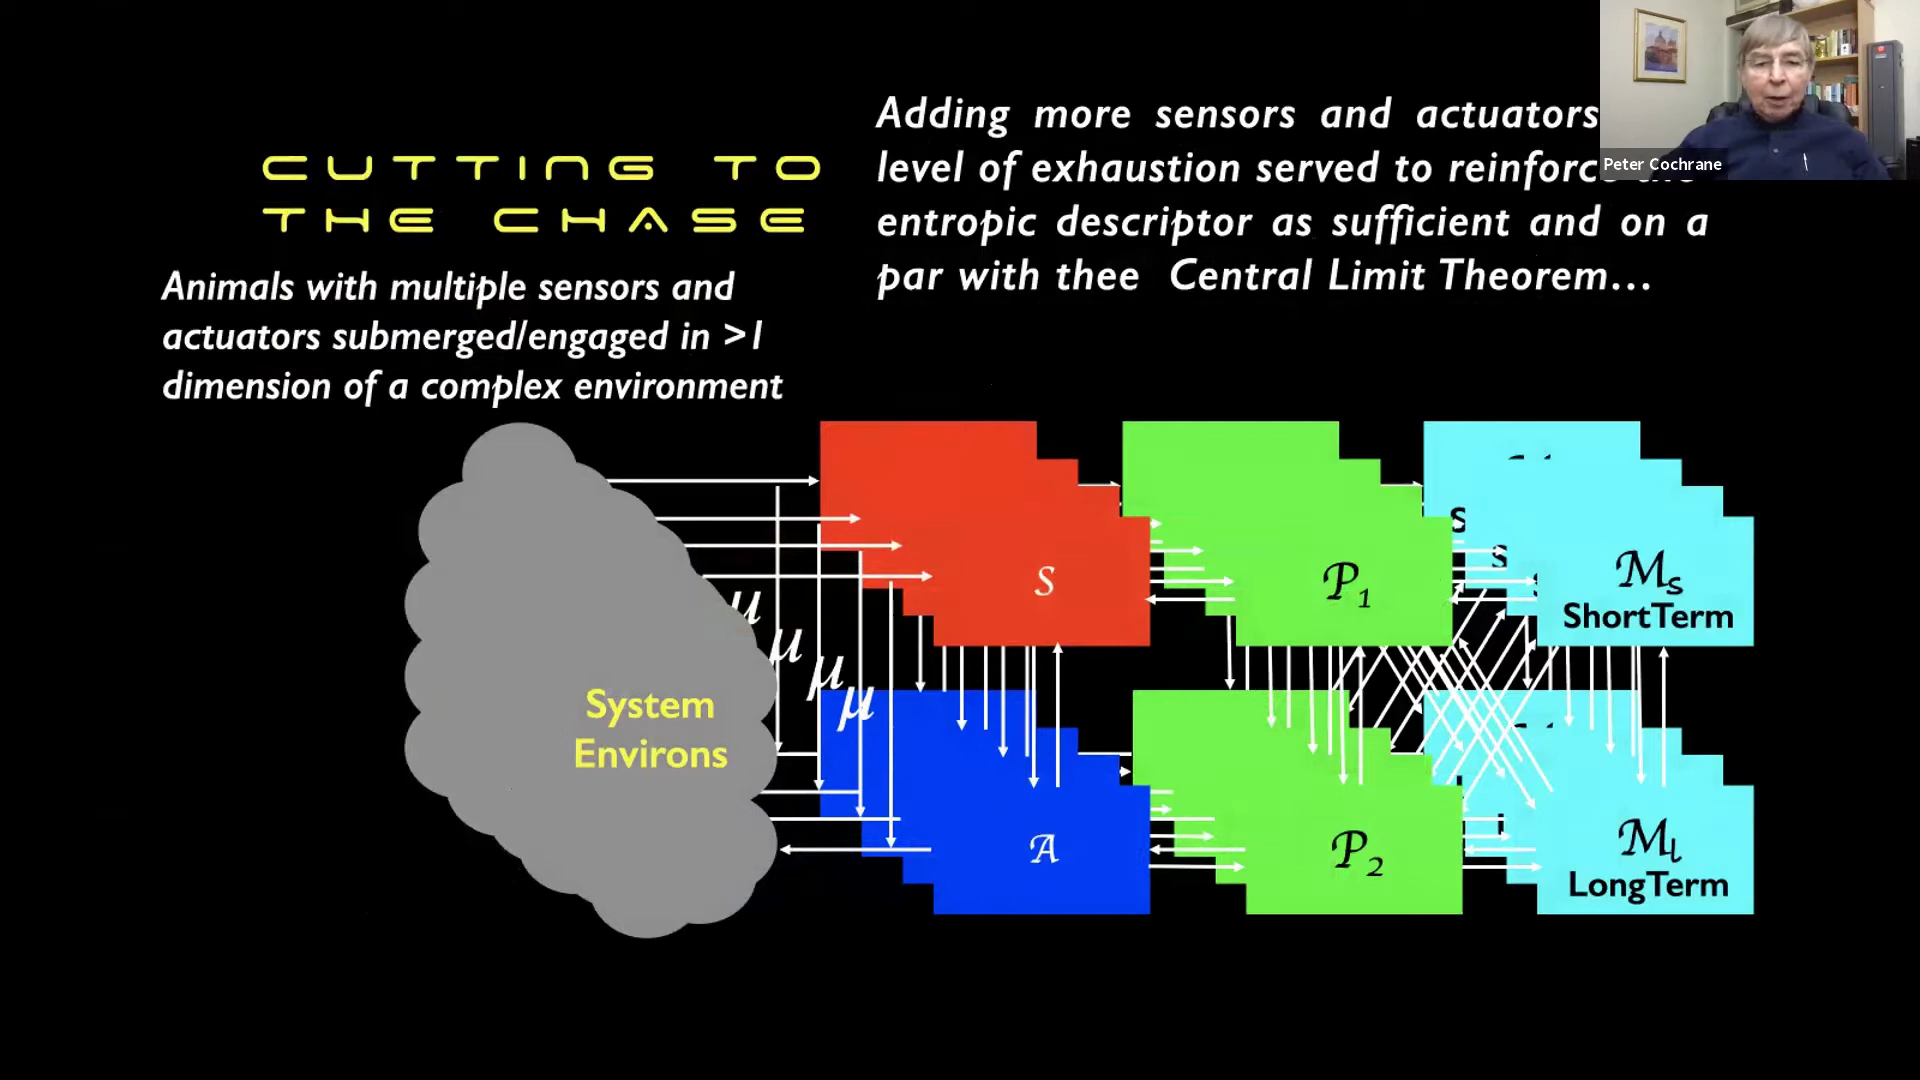 CUTTING TO
THE CHASE
Animals with multiple sensors and
actuators submerged/engaged in >1
dimension of a complex environment
Adding more sensors and actuators
level of exhaustion served to reinforce the
entropic descriptor as sufficient and on a
par with thee Central Limit Theorem...
Peter Cochrane
S
P1
Ms
ShortTerm
μ
μ
μ
μ
System
Environs
A
P2
Ml
LongTerm